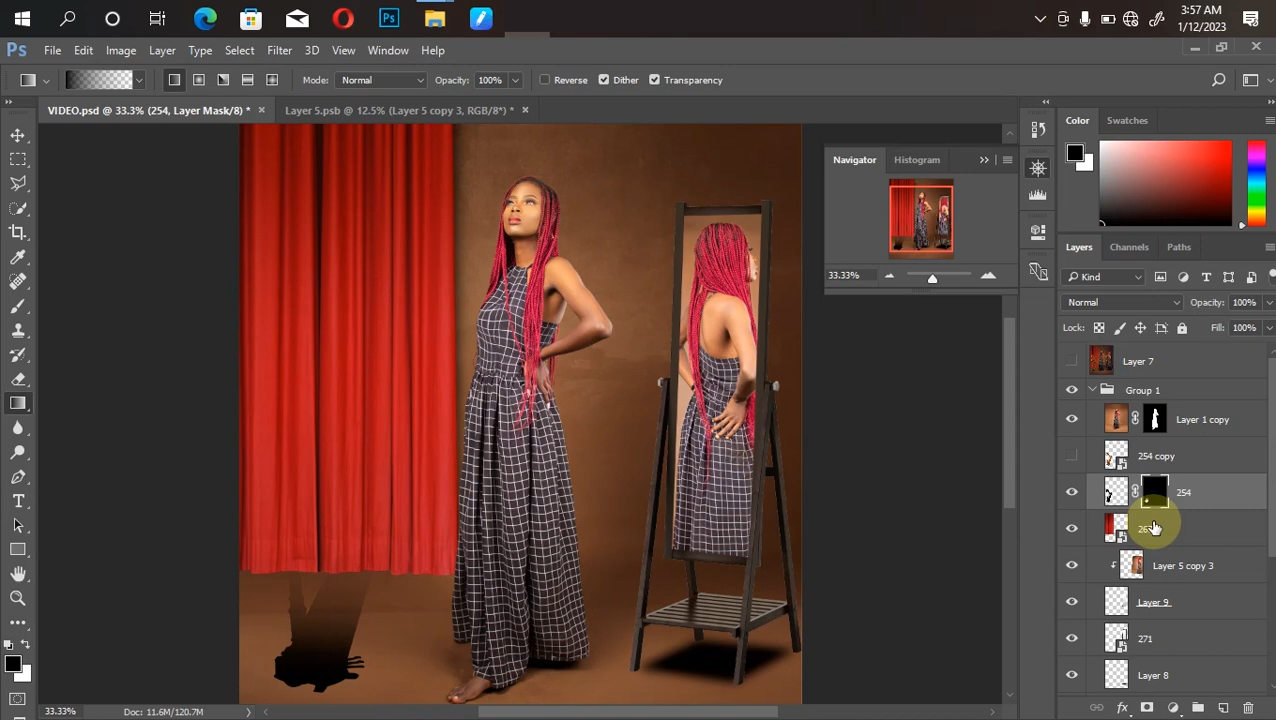 3:57 AM
1/12/2023
Ps
Ps File Edit Image Layer Type Select Filter 3D View Window Help
Mode: Normal Opacity: 100% Reverse Dither Transparency
VIDEO.psd @ 33.3% (254, Layer Mask/8) * × Layer 5.psb @ 12.5% (Layer 5 copy 3, RGB/8*) * ×
Color Swatches
Navigator Histogram
33.33%
Layers Channels Paths
Kind
Normal Opacity: 100%
Lock: Fill: 100%
Layer 7
Group 1
Layer 1 copy
254 copy
254
Layer 5 copy 3
Layer 9
271
Layer 8
33.33% Doc: 11.6M/120.7M